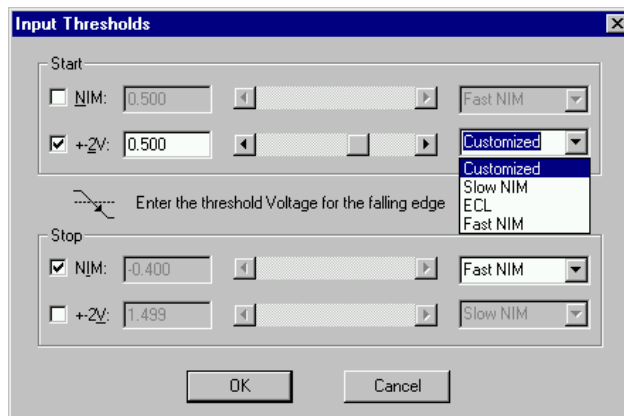 Input Thresholds
Start
NIM: 0.500 Fast NIM
+-2V: 0.500 Customized
Customized
Slow NIM
ECL
Fast NIM
Enter the threshold Voltage for the falling edge
Stop
NIM: -0.400 Fast NIM
+-2V: 1.499 Slow NIM
OK Cancel